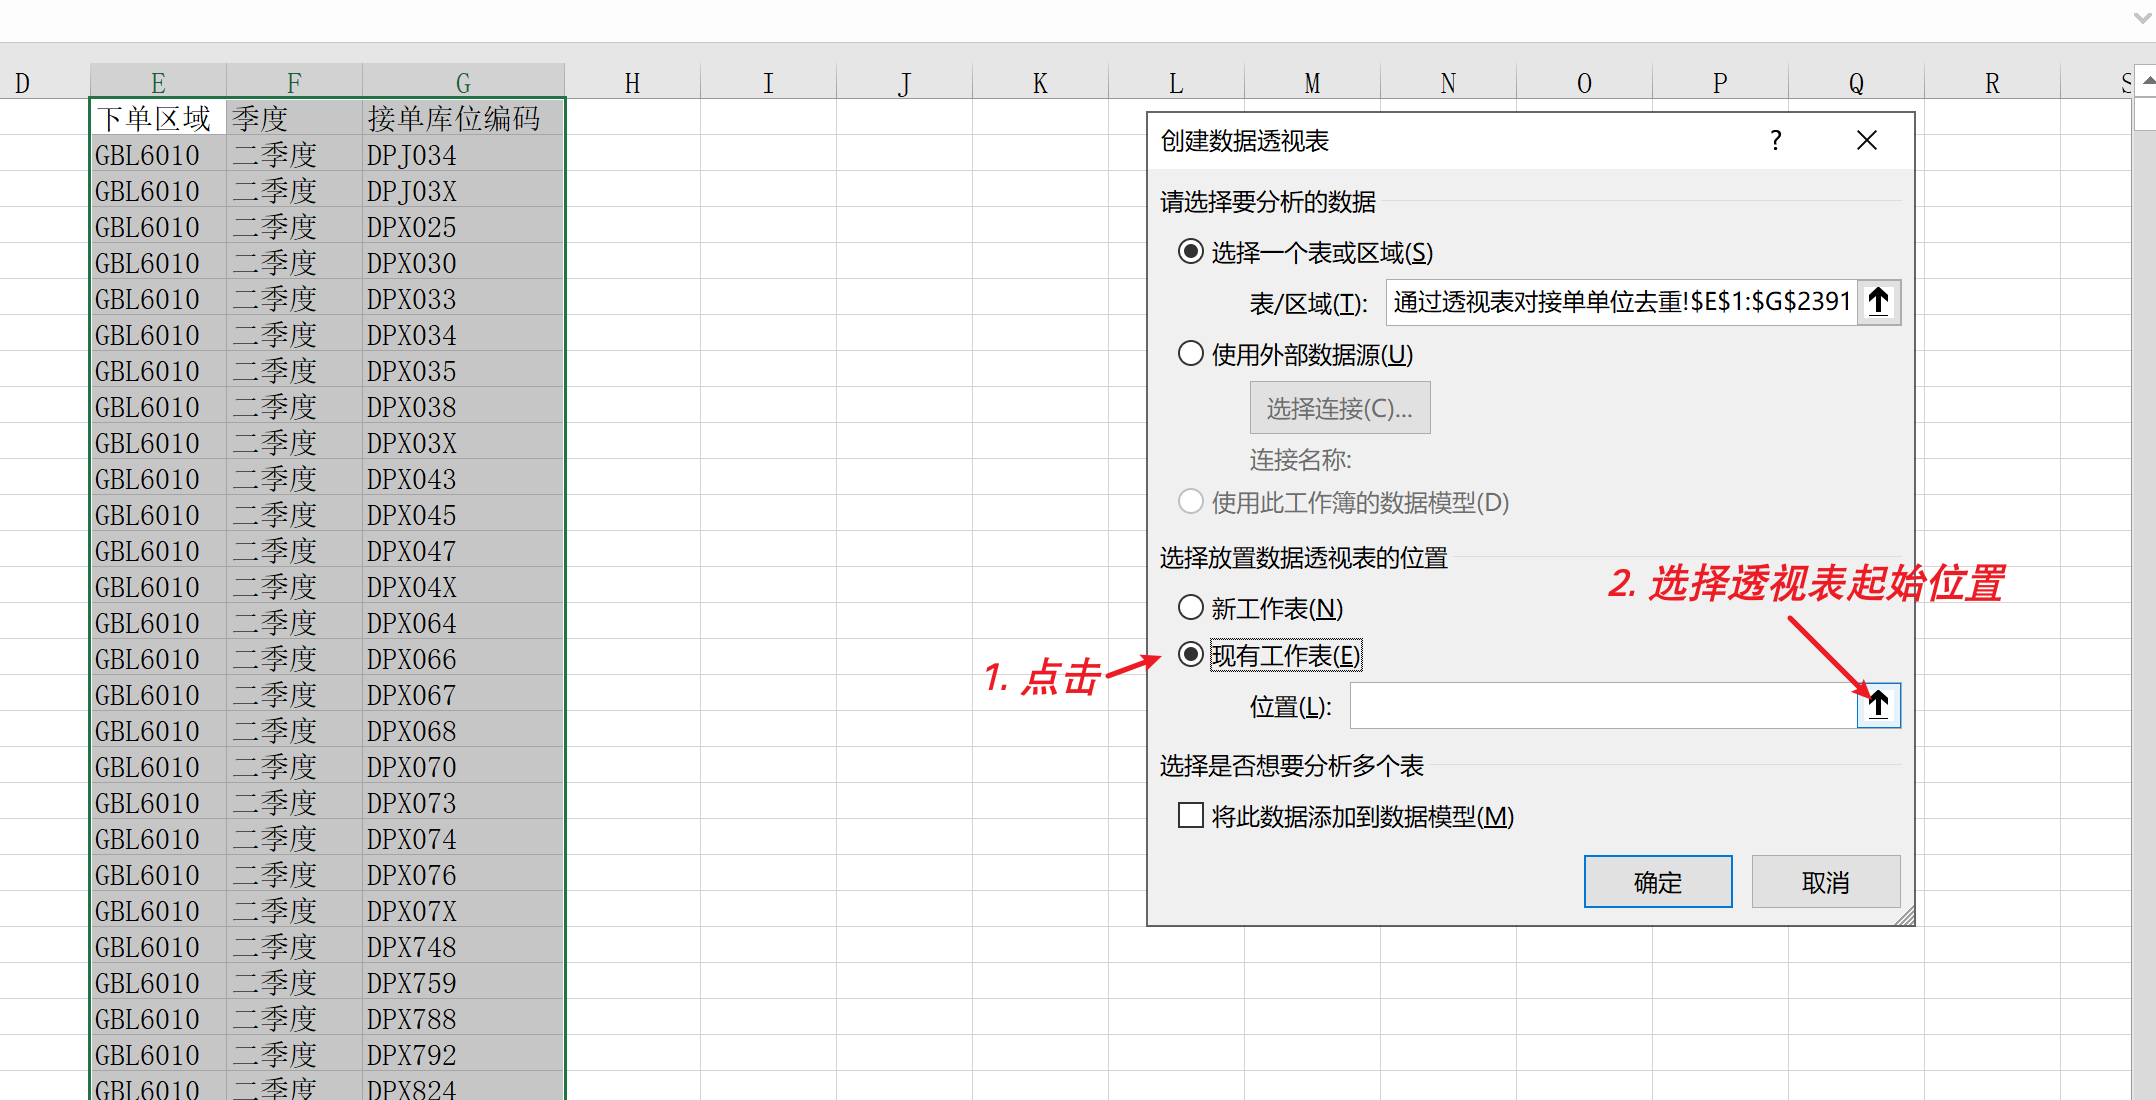 D E F G H I J K L M N O P Q R S
下单区域 季度 接单库位编码
GBL6010 二季度 DPJ034
GBL6010 二季度 DPJ03X
GBL6010 二季度 DPX025
GBL6010 二季度 DPX030
GBL6010 二季度 DPX033
GBL6010 二季度 DPX034
GBL6010 二季度 DPX035
GBL6010 二季度 DPX038
GBL6010 二季度 DPX03X
GBL6010 二季度 DPX043
GBL6010 二季度 DPX045
GBL6010 二季度 DPX047
GBL6010 二季度 DPX04X
GBL6010 二季度 DPX064
GBL6010 二季度 DPX066
GBL6010 二季度 DPX067
GBL6010 二季度 DPX068
GBL6010 二季度 DPX070
GBL6010 二季度 DPX073
GBL6010 二季度 DPX074
GBL6010 二季度 DPX076
GBL6010 二季度 DPX07X
GBL6010 二季度 DPX748
GBL6010 二季度 DPX759
GBL6010 二季度 DPX788
GBL6010 二季度 DPX792
GBL6010 二季度 DPX824
创建数据透视表 ?
请选择要分析的数据
选择一个表或区域(S)
表/区域(T): 通过透视表对接单单位去重!$E$1:$G$2391
使用外部数据源(U)
选择连接(C)...
连接名称:
使用此工作簿的数据模型(D)
选择放置数据透视表的位置
2. 选择透视表起始位置
新工作表(N)
1. 点击
现有工作表(E)
位置(L):
选择是否想要分析多个表
将此数据添加到数据模型(M)
确定 取消